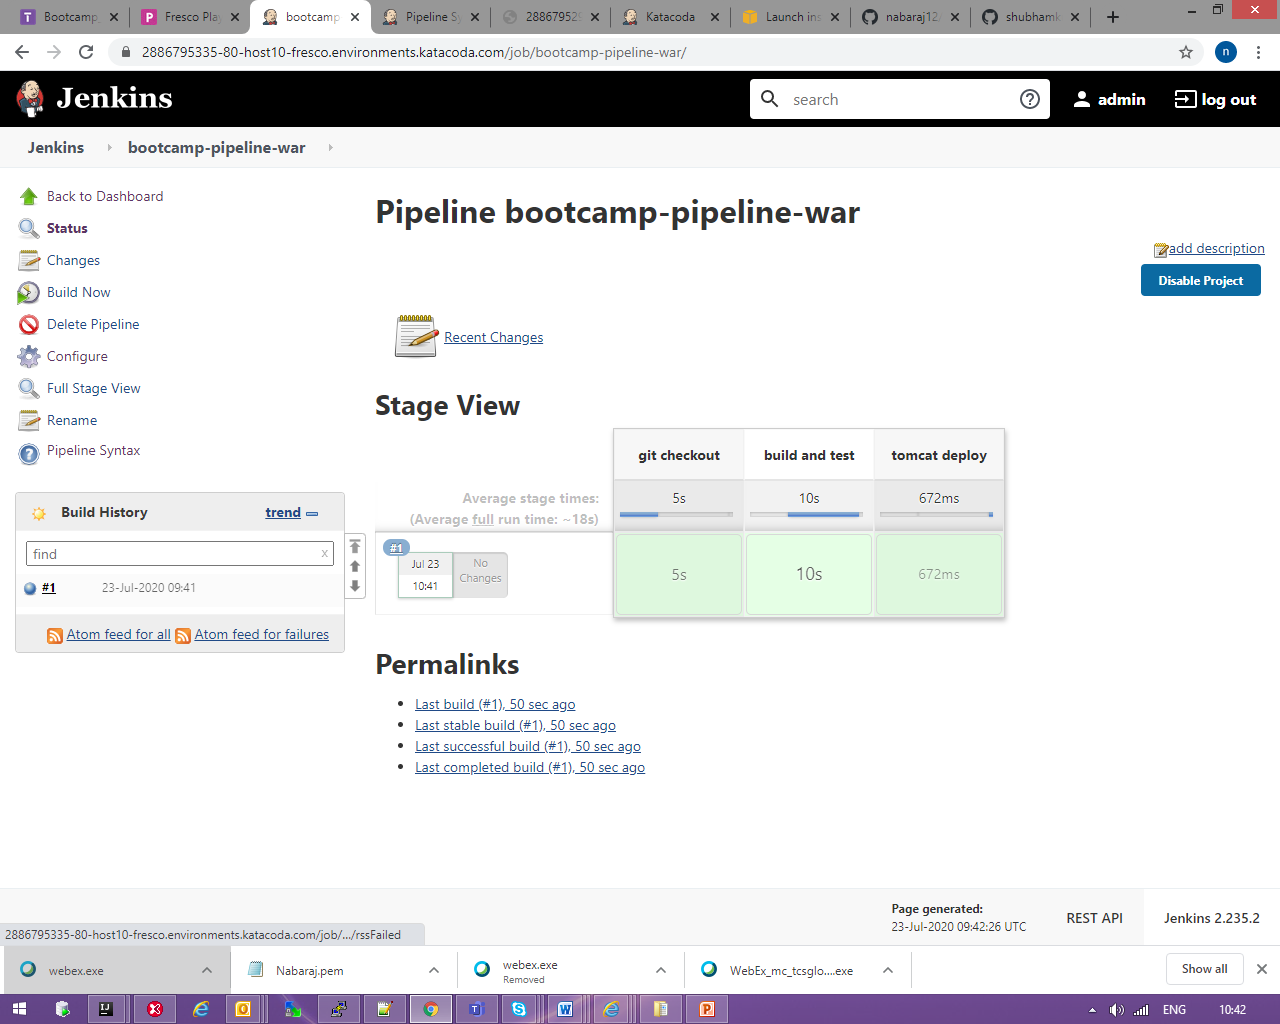 Bootcamp_
Fresco Play
bootcamp
Pipeline Sy
288679529
Katacoda
Launch ins
nabaraj12
shubhamk
2886795335-80-host10-fresco.environments.katacoda.com/job/bootcamp-pipeline-war/
n
Jenkins
search
admin
log out
Jenkins
bootcamp-pipeline-war
Back to Dashboard
Status
Changes
Build Now
Delete Pipeline
Configure
Full Stage View
Rename
Pipeline Syntax
Build History
trend
find
x
#1
23-Jul-2020 09:41
Atom feed for all
Atom feed for failures
Pipeline bootcamp-pipeline-war
add description
Disable Project
Recent Changes
Stage View
git checkout
build and test
tomcat deploy
Average stage times:
(Average full run time: ~18s)
5s
10s
672ms
#1
Jul 23
10:41
No
Changes
5s
10s
672ms
Permalinks
Last build (#1), 50 sec ago
Last stable build (#1), 50 sec ago
Last successful build (#1), 50 sec ago
Last completed build (#1), 50 sec ago
Page generated:
23-Jul-2020 09:42:26 UTC
REST API
Jenkins 2.235.2
2886795335-80-host10-fresco.environments.katacoda.com/job/.../rssFailed
webex.exe
Nabaraj.pem
webex.exe
Removed
WebEx_mc_tcsglo....exe
Show all
ENG
10:42